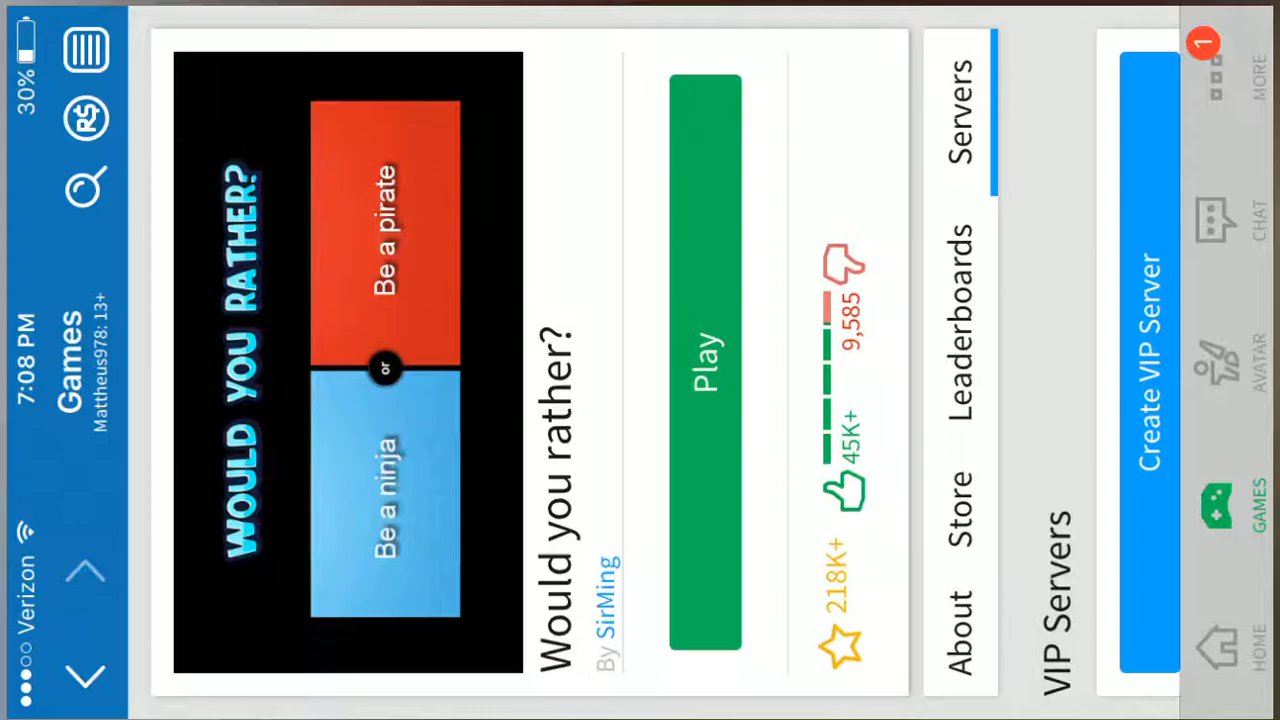 Verizon 7:08 PM 30%
Games
Mattheus978: 13+
R$
WOULD YOU RATHER?
Be a ninja or Be a pirate
Would you rather?
By SirMing
Play
218K+ 45K+ 9,585
About Store Leaderboards Servers
VIP Servers
Create VIP Server
1
HOME GAMES AVATAR CHAT MORE